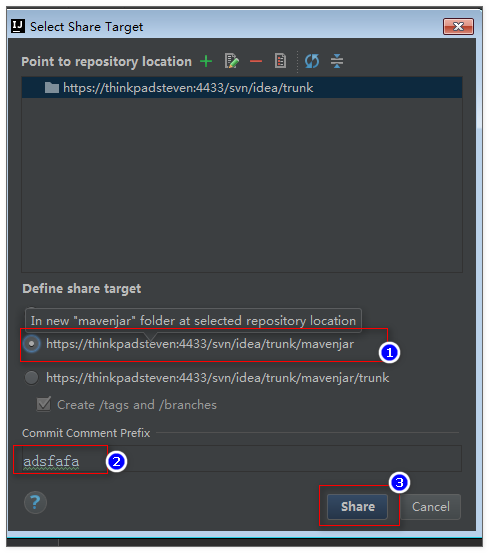 IJ Select Share Target
Point to repository location
https://thinkpadsteven:4433/svn/idea/trunk
Define share target
In new "mavenjar" folder at selected repository location
https://thinkpadsteven:4433/svn/idea/trunk/mavenjar
1
https://thinkpadsteven:4433/svn/idea/trunk/mavenjar/trunk
Create /tags and /branches
Commit Comment Prefix
adsfafa 2
3
? Share Cancel